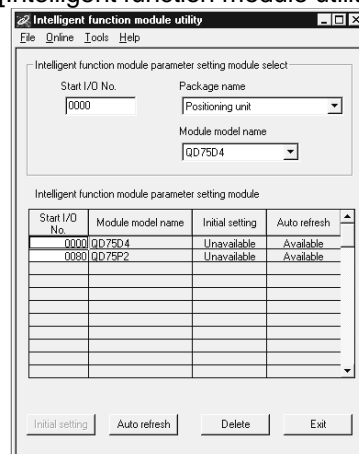 [Intelligent function module utili
Intelligent function module utility
File Online Tools Help
Intelligent function module parameter setting module select
Start I/O No. Package name
0000 Positioning unit
Module model name
QD75D4
Intelligent function module parameter setting module
Start I/O No. Module model name Initial setting Auto refresh
0000 QD75D4 Unavailable Available
0080 QD75P2 Unavailable Available
Initial setting Auto refresh Delete Exit